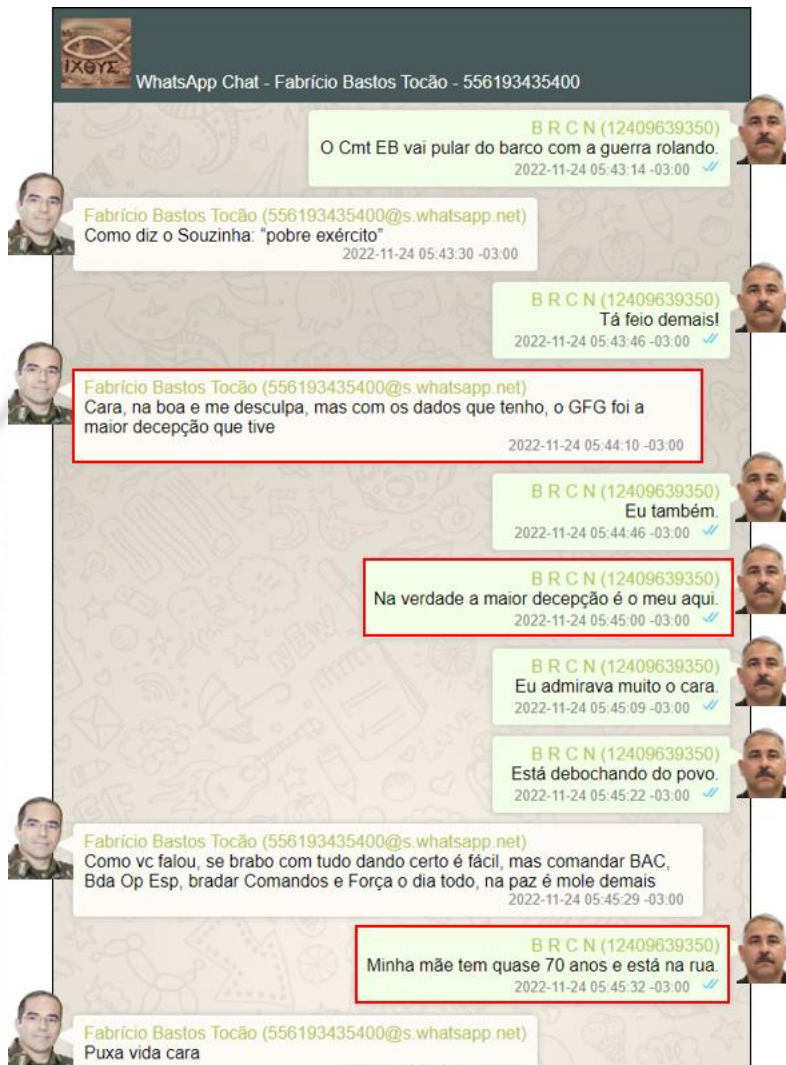 ΙΧΘΥΣ
WhatsApp Chat - Fabrício Bastos Tocão - 556193435400
B R C N (12409639350)
O Cmt EB vai pular do barco com a guerra rolando.
2022-11-24 05:43:14 -03:00
Fabrício Bastos Tocão (556193435400@s.whatsapp.net)
Como diz o Souzinha: “pobre exército”
2022-11-24 05:43:30 -03:00
B R C N (12409639350)
Tá feio demais!
2022-11-24 05:43:46 -03:00
Fabrício Bastos Tocão (556193435400@s.whatsapp.net)
Cara, na boa e me desculpa, mas com os dados que tenho, o GFG foi a
maior decepção que tive
2022-11-24 05:44:10 -03:00
B R C N (12409639350)
Eu também.
2022-11-24 05:44:46 -03:00
B R C N (12409639350)
Na verdade a maior decepção é o meu aqui.
2022-11-24 05:45:00 -03:00
B R C N (12409639350)
Eu admirava muito o cara.
2022-11-24 05:45:09 -03:00
B R C N (12409639350)
Está debochando do povo.
2022-11-24 05:45:22 -03:00
Fabrício Bastos Tocão (556193435400@s.whatsapp.net)
Como vc falou, se brabo com tudo dando certo é fácil, mas comandar BAC,
Bda Op Esp, bradar Comandos e Força o dia todo, na paz é mole demais
2022-11-24 05:45:29 -03:00
B R C N (12409639350)
Minha mãe tem quase 70 anos e está na rua.
2022-11-24 05:45:32 -03:00
Fabrício Bastos Tocão (556193435400@s.whatsapp.net)
Puxa vida cara